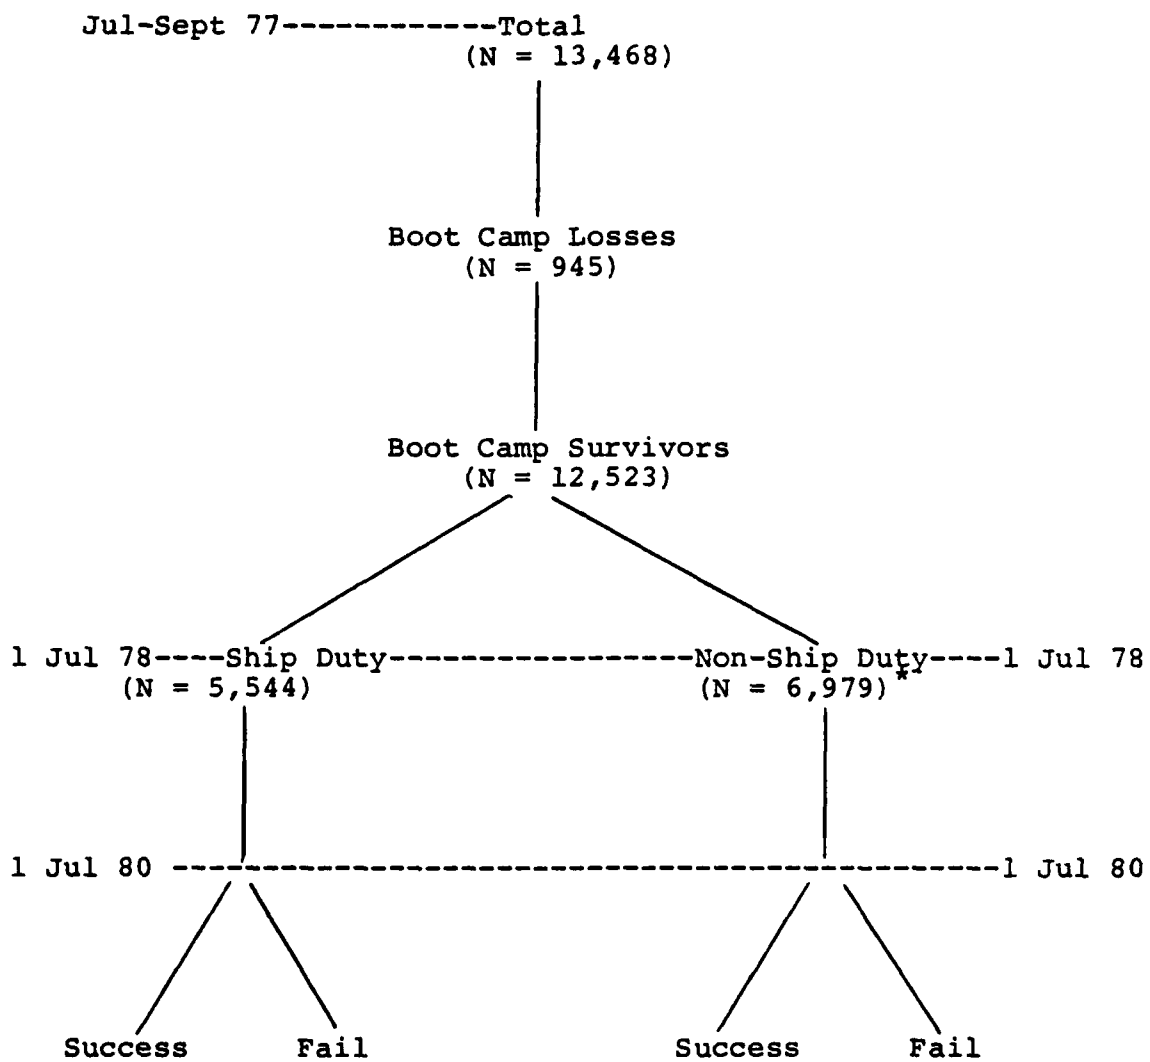 Jul-Sept 77------------Total
(N = 13,468)
Boot Camp Losses
(N = 945)
Boot Camp Survivors
(N = 12,523)
1 Jul 78----Ship Duty-----------------Non-Ship Duty----1 Jul 78
(N = 5,544) (N = 6,979)*
1 Jul 80 ---------------------------------------------1 Jul 80
Success Fail Success Fail